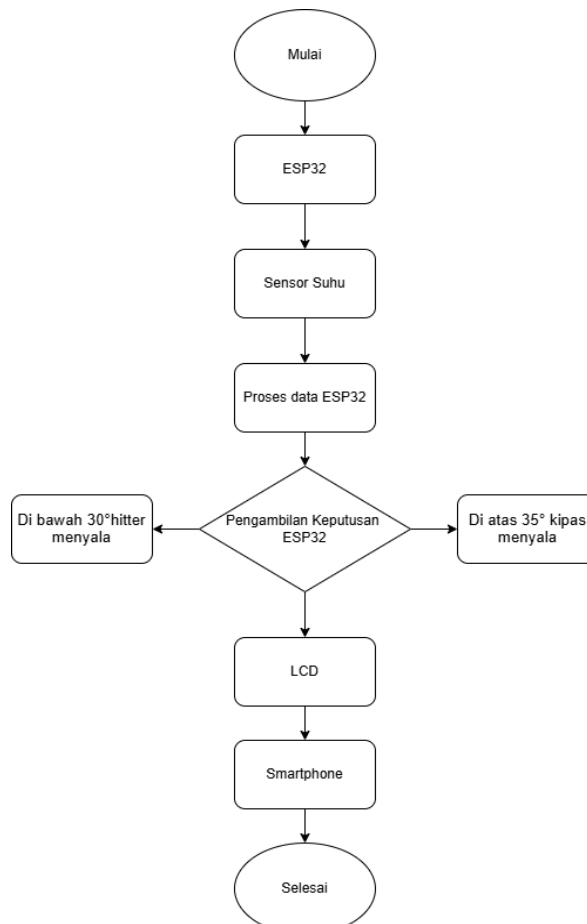 Mulai
ESP32
Sensor Suhu
Proses data ESP32
Di bawah 30°hitter
menyala
Pengambilan Keputusan
ESP32
Di atas 35° kipas
menyala
LCD
Smartphone
Selesai